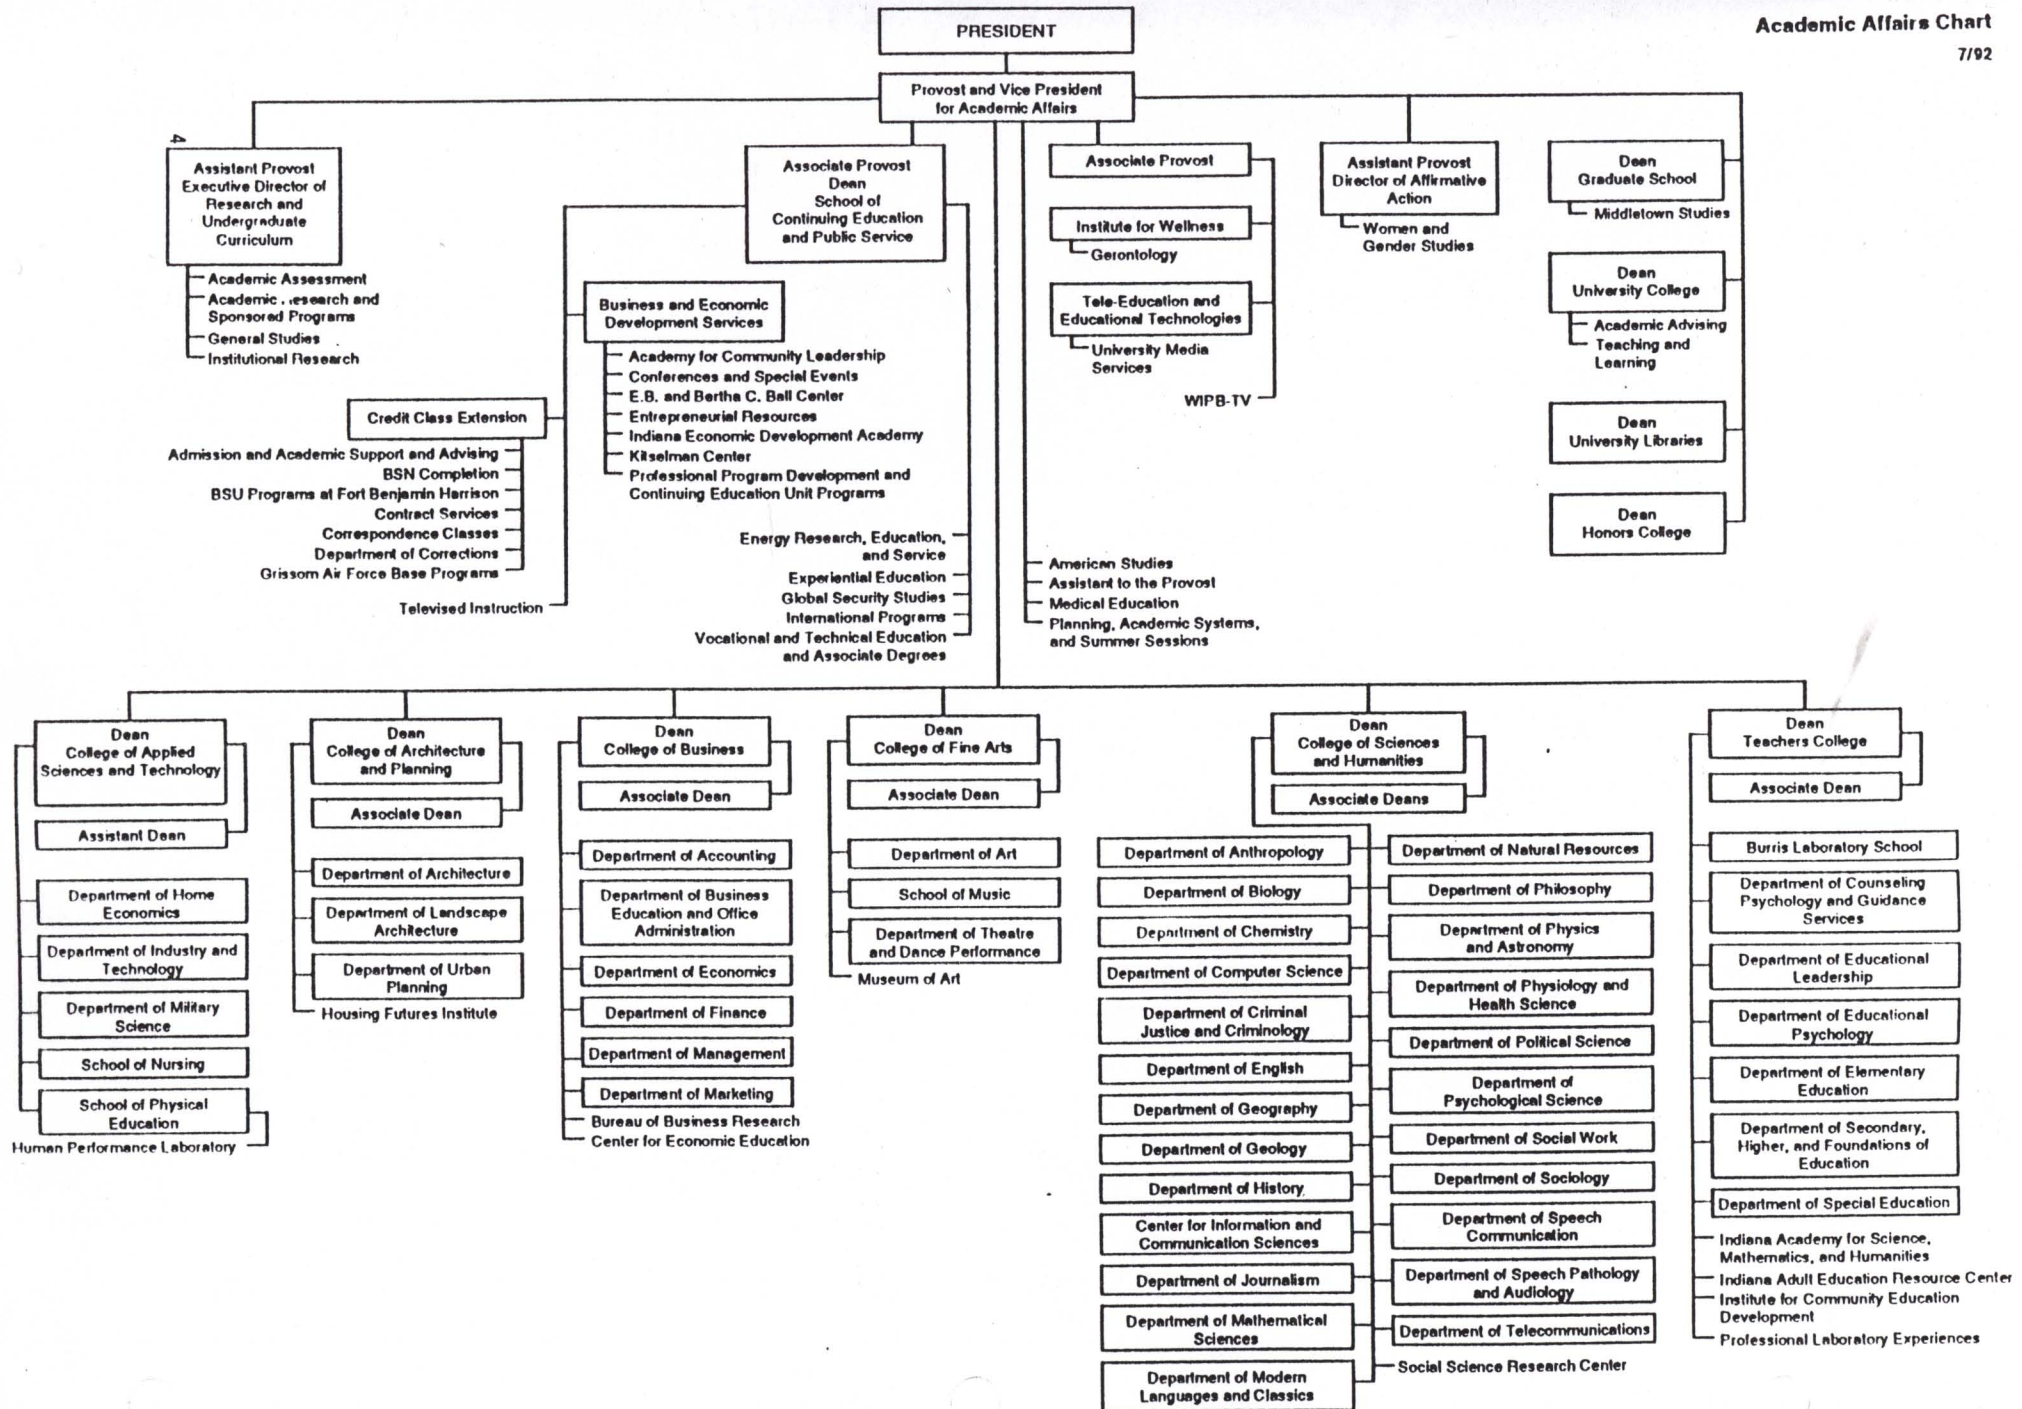 Academic Affairs Chart
7/92
PRESIDENT
Provost and Vice President
for Academic Affairs
4
Assistant Provost
Executive Director of
Research and
Undergraduate
Curriculum
Academic Assessment
Academic .esearch and
Sponsored Programs
General Studies
Institutional Research
Associate Provost
Dean
School of
Continuing Education
and Public Service
Business and Economic
Development Services
Academy for Community Leadership
Conferences and Special Events
E.B. and Bertha C. Ball Center
Entrepreneurial Resources
Indiana Economic Development Academy
Kitselman Center
Professional Program Development and
Continuing Education Unit Programs
Credit Class Extension
Admission and Academic Support and Advising
BSN Completion
BSU Programs at Fort Benjamin Harrison
Contract Services
Correspondence Classes
Department of Corrections
Grissom Air Force Base Programs
Televised Instruction
Energy Research, Education,
and Service
Experiential Education
Global Security Studies
International Programs
Vocational and Technical Education
and Associate Degrees
American Studies
Assistant to the Provost
Medical Education
Planning, Academic Systems,
and Summer Sessions
Associate Provost
Institute for Wellness
Gerontology
Tele-Education and
Educational Technologies
University Media
Services
WIPB-TV
Assistant Provost
Director of Affirmative
Action
Women and
Gender Studies
Dean
Graduate School
Middletown Studies
Dean
University College
Academic Advising
Teaching and
Learning
Dean
University Libraries
Dean
Honors College
Dean
College of Applied
Sciences and Technology
Assistant Dean
Department of Home
Economics
Department of Industry and
Technology
Department of Military
Science
School of Nursing
School of Physical
Education
Human Performance Laboratory
Dean
College of Architecture
and Planning
Associate Dean
Department of Architecture
Department of Landscape
Architecture
Department of Urban
Planning
Housing Futures Institute
Dean
College of Business
Associate Dean
Department of Accounting
Department of Business
Education and Office
Administration
Department of Economics
Department of Finance
Department of Management
Department of Marketing
Bureau of Business Research
Center for Economic Education
Dean
College of Fine Arts
Associate Dean
Department of Art
School of Music
Department of Theatre
and Dance Performance
Museum of Art
Dean
College of Sciences
and Humanities
Associate Deans
Department of Anthropology
Department of Biology
Department of Chemistry
Department of Computer Science
Department of Criminal
Justice and Criminology
Department of English
Department of Geography
Department of Geology
Department of History
Center for Information and
Communication Sciences
Department of Journalism
Department of Mathematical
Sciences
Department of Modern
Languages and Classics
Department of Natural Resources
Department of Philosophy
Department of Physics
and Astronomy
Department of Physiology and
Health Science
Department of Political Science
Department of
Psychological Science
Department of Social Work
Department of Sociology
Department of Speech
Communication
Department of Speech Pathology
and Audiology
Department of Telecommunications
Social Science Research Center
Dean
Teachers College
Associate Dean
Burris Laboratory School
Department of Counseling
Psychology and Guidance
Services
Department of Educational
Leadership
Department of Educational
Psychology
Department of Elementary
Education
Department of Secondary,
Higher, and Foundations of
Education
Department of Special Education
Indiana Academy for Science,
Mathematics, and Humanities
Indiana Adult Education Resource Center
Institute for Community Education
Development
Professional Laboratory Experiences